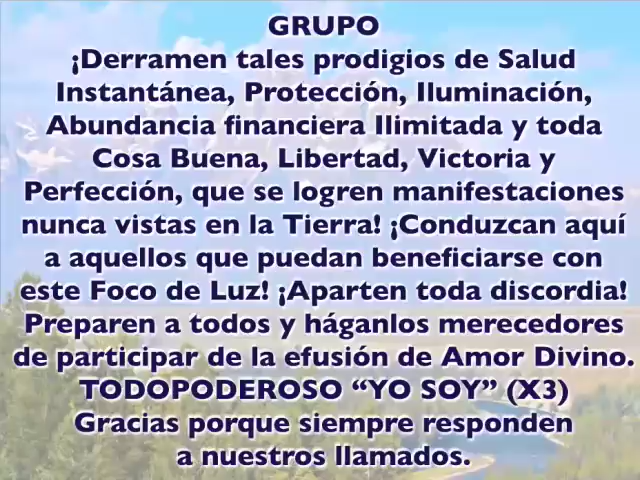 GRUPO
¡Derramen tales prodigios de Salud
Instantánea, Protección, Iluminación,
Abundancia financiera Ilimitada y toda
Cosa Buena, Libertad, Victoria y
Perfección, que se logren manifestaciones
nunca vistas en la Tierra! ¡Conduzcan aquí
a aquellos que puedan beneficiarse con
este Foco de Luz! ¡Aparten toda discordia!
Preparen a todos y háganlos merecedores
de participar de la efusión de Amor Divino.
TODOPODEROSO “YO SOY” (X3)
Gracias porque siempre responden
a nuestros llamados.